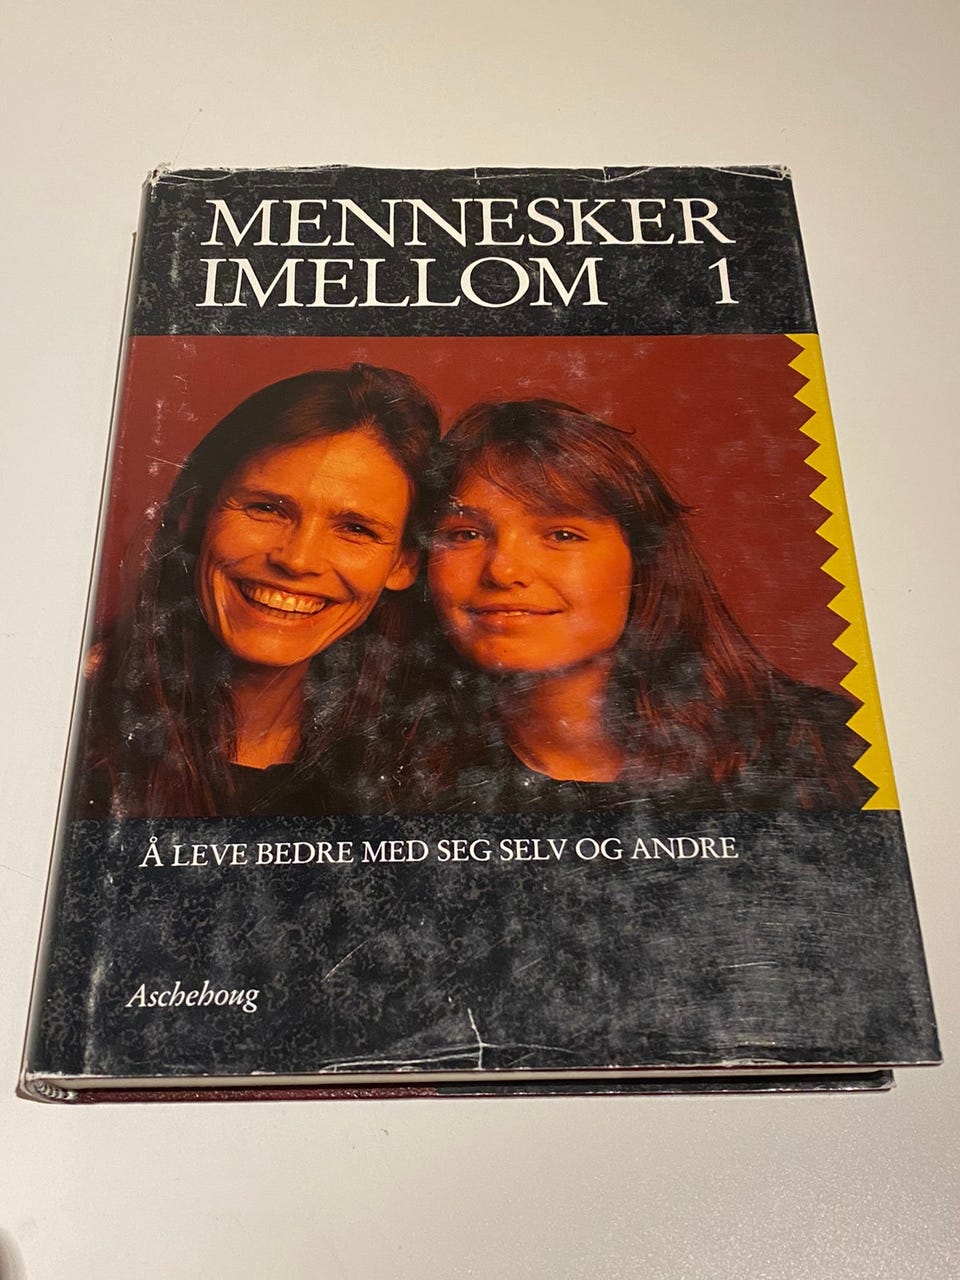 MENNESKER
IMELLOM 1
Å LEVE BEDRE MED SEG SELV OG ANDRE
Aschehoug